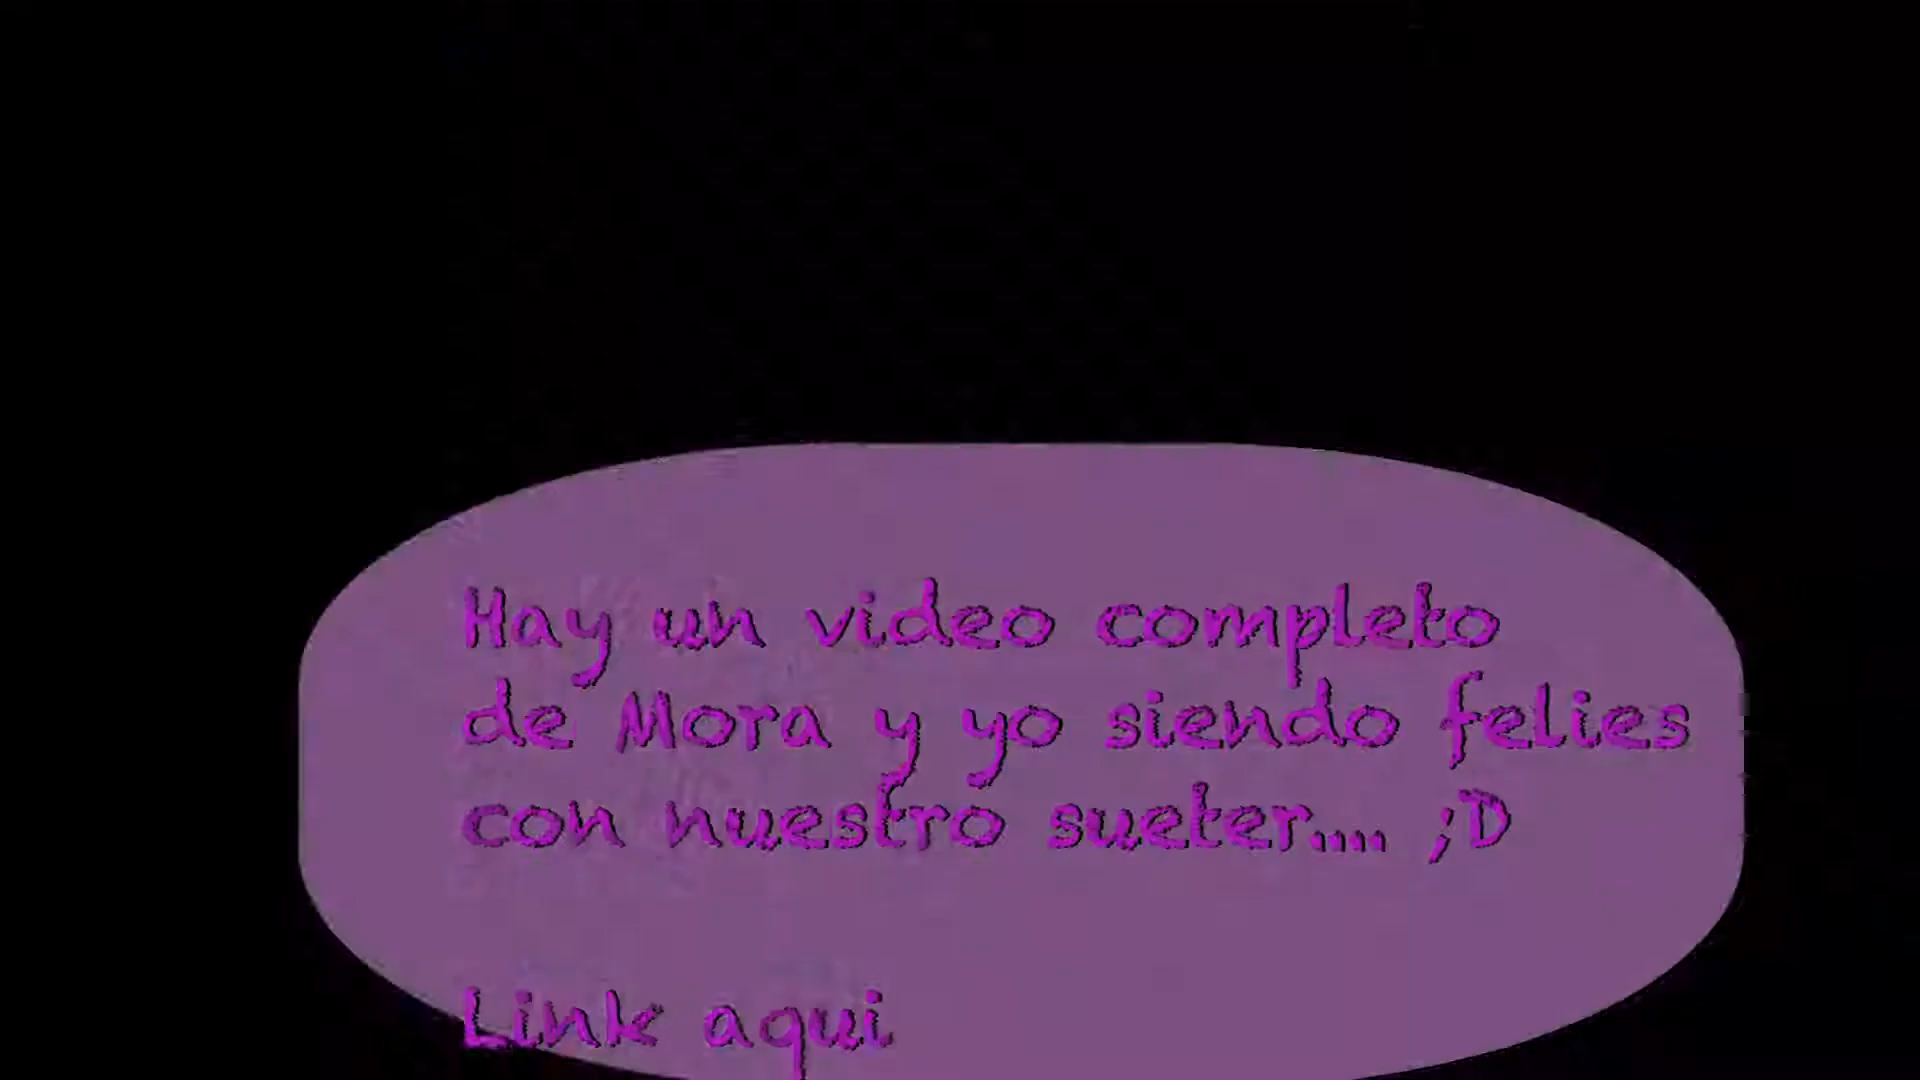 Hay un video completo
de Mora y yo siendo felies
con nuestro sueter.... ;D
Link aqui